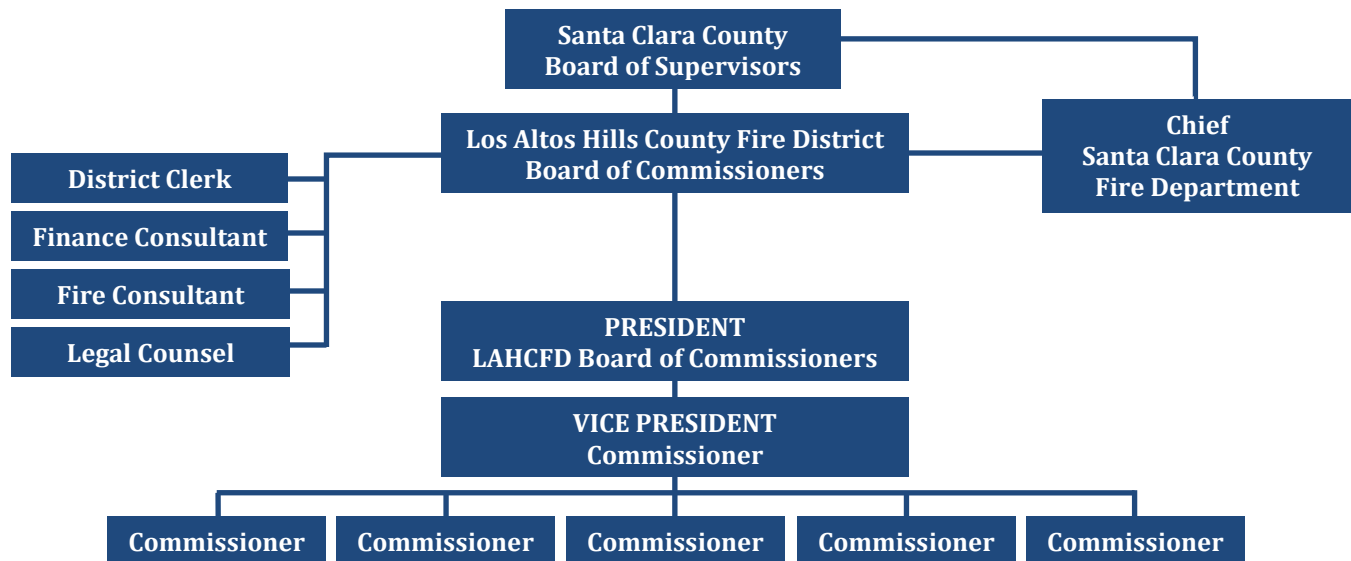 Santa Clara County
Board of Supervisors
Los Altos Hills County Fire District
Board of Commissioners
Chief
Santa Clara County
Fire Department
District Clerk
Finance Consultant
Fire Consultant
Legal Counsel
PRESIDENT
LAHCFD Board of Commissioners
VICE PRESIDENT
Commissioner
Commissioner
Commissioner
Commissioner
Commissioner
Commissioner